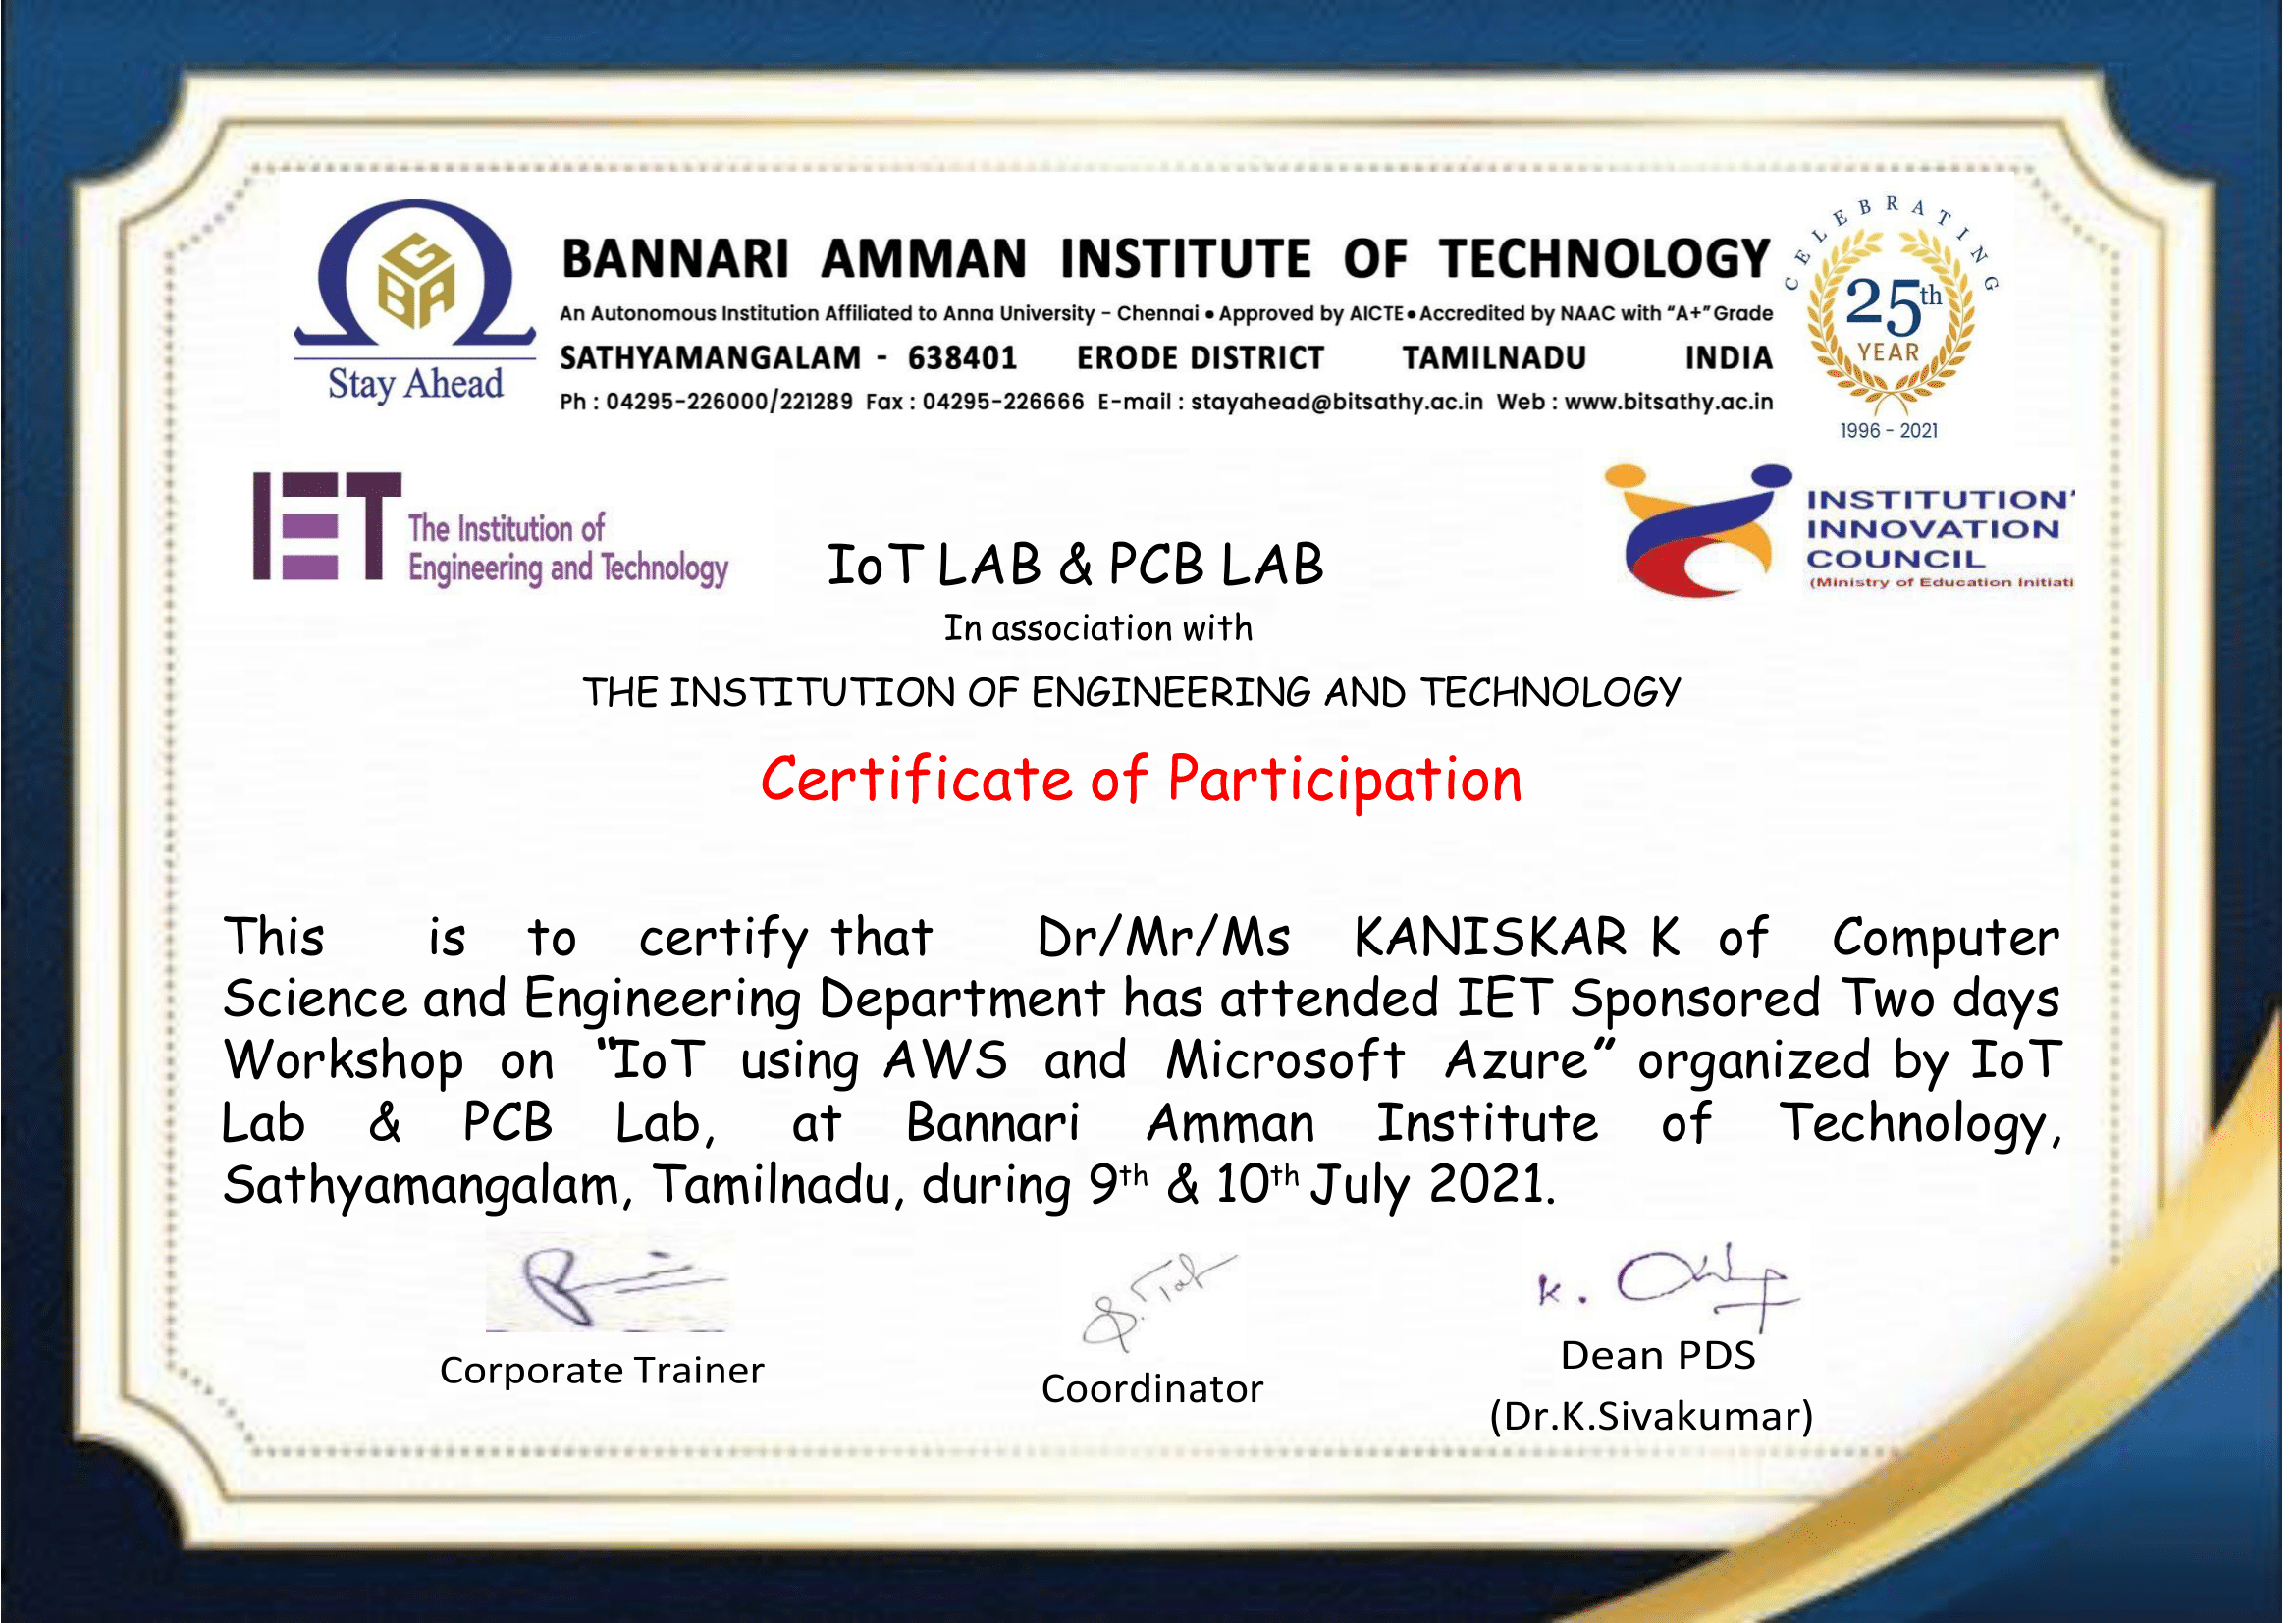 BANNARI AMMAN INSTITUTE OF TECHNOLOGY
An Autonomous Institution Affiliated to Anna University - Chennai • Approved by AICTE • Accredited by NAAC with “A+” Grade
SATHYAMANGALAM - 638401 ERODE DISTRICT TAMILNADU INDIA
Ph : 04295-226000/221289 Fax : 04295-226666 E-mail : stayahead@bitsathy.ac.in Web : www.bitsathy.ac.in
GBA
Stay Ahead
CELEBRATING
25th
YEAR
1996 - 2021
IET
The Institution of
Engineering and Technology
INSTITUTION'
INNOVATION
COUNCIL
(Ministry of Education Initiati
IoT LAB & PCB LAB
In association with
THE INSTITUTION OF ENGINEERING AND TECHNOLOGY
Certificate of Participation
This is to certify that Dr/Mr/Ms KANISKAR K of Computer
Science and Engineering Department has attended IET Sponsored Two days
Workshop on “IoT using AWS and Microsoft Azure” organized by IoT
Lab & PCB Lab, at Bannari Amman Institute of Technology,
Sathyamangalam, Tamilnadu, during 9th & 10th July 2021.
Corporate Trainer
Coordinator
K.
Dean PDS
(Dr.K.Sivakumar)